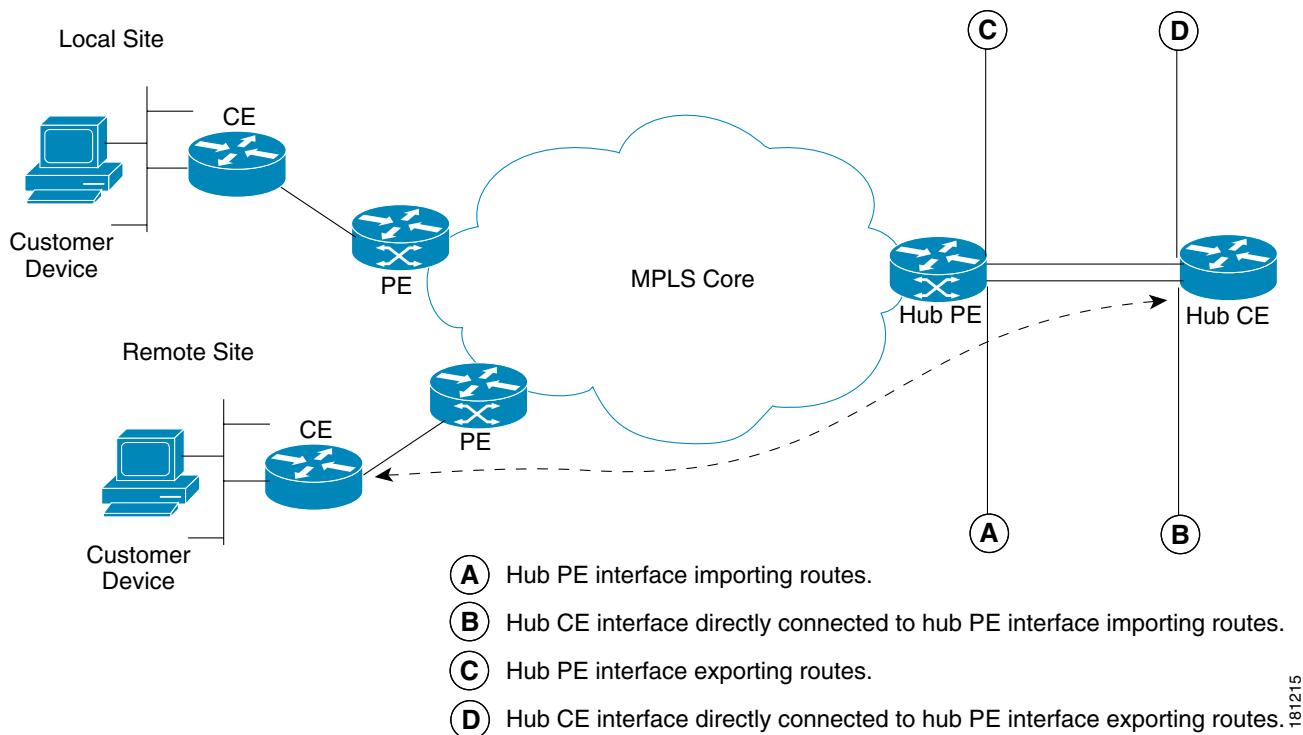 Local Site
C
D
CE
Customer
Device
PE
MPLS Core
Hub PE
Hub CE
Remote Site
CE
PE
Customer
Device
A
B
A Hub PE interface importing routes.
B Hub CE interface directly connected to hub PE interface importing routes.
C Hub PE interface exporting routes.
D Hub CE interface directly connected to hub PE interface exporting routes.
181215